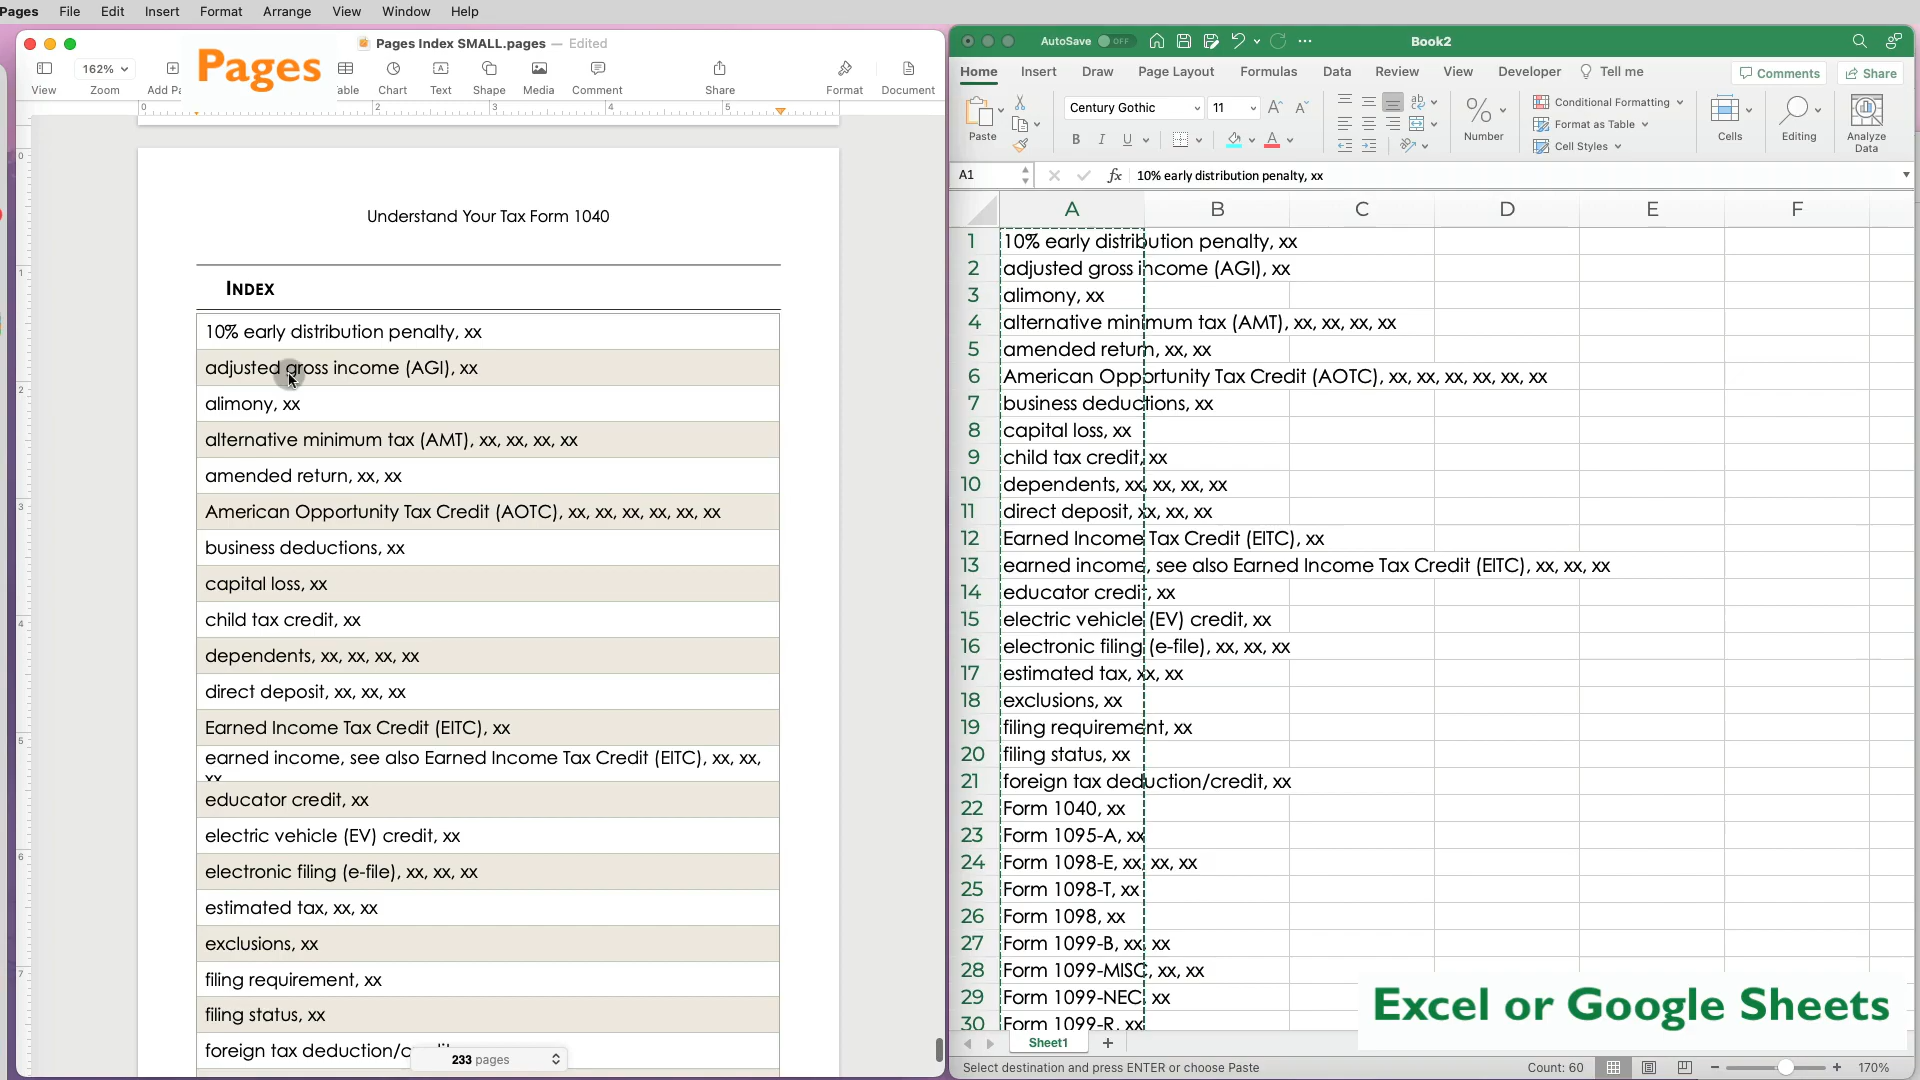 Pages File Edit Insert Format Arrange View Window Help
Pages Index SMALL.pages — Edited
162%
View Zoom Add Pa Pages able Chart Text Shape Media Comment Share Format Document
0 2 3 4 5
0
1
2
3
4
5
6
7
Understand Your Tax Form 1040
INDEX
10% early distribution penalty, xx
adjusted gross income (AGI), xx
alimony, xx
alternative minimum tax (AMT), xx, xx, xx, xx
amended return, xx, xx
American Opportunity Tax Credit (AOTC), xx, xx, xx, xx, xx, xx
business deductions, xx
capital loss, xx
child tax credit, xx
dependents, xx, xx, xx, xx
direct deposit, xx, xx, xx
Earned Income Tax Credit (EITC), xx
earned income, see also Earned Income Tax Credit (EITC), xx, xx,
xx
educator credit, xx
electric vehicle (EV) credit, xx
electronic filing (e-file), xx, xx, xx
estimated tax, xx, xx
exclusions, xx
filing requirement, xx
filing status, xx
foreign tax deduction/c
233 pages
AutoSave OFF Book2
Home Insert Draw Page Layout Formulas Data Review View Developer Tell me Comments Share
Paste
Century Gothic 11
B I U
Number
Conditional Formatting
Format as Table
Cell Styles
Cells
Editing
Analyze
Data
A1 fx 10% early distribution penalty, xx
A B C D E F
1 10% early distribution penalty, xx
2 adjusted gross income (AGI), xx
3 alimony, xx
4 alternative minimum tax (AMT), xx, xx, xx, xx
5 amended return, xx, xx
6 American Opportunity Tax Credit (AOTC), xx, xx, xx, xx, xx, xx
7 business deductions, xx
8 capital loss, xx
9 child tax credit, xx
10 dependents, xx, xx, xx, xx
11 direct deposit, xx, xx, xx
12 Earned Income Tax Credit (EITC), xx
13 earned income, see also Earned Income Tax Credit (EITC), xx, xx, xx
14 educator credit, xx
15 electric vehicle (EV) credit, xx
16 electronic filing (e-file), xx, xx, xx
17 estimated tax, xx, xx
18 exclusions, xx
19 filing requirement, xx
20 filing status, xx
21 foreign tax deduction/credit, xx
22 Form 1040, xx
23 Form 1095-A, xx
24 Form 1098-E, xx, xx, xx
25 Form 1098-T, xx
26 Form 1098, xx
27 Form 1099-B, xx, xx
28 Form 1099-MISC, xx, xx
29 Form 1099-NEC, xx
30 Form 1099-R, xx
Excel or Google Sheets
Sheet1
Select destination and press ENTER or choose Paste Count: 60 170%